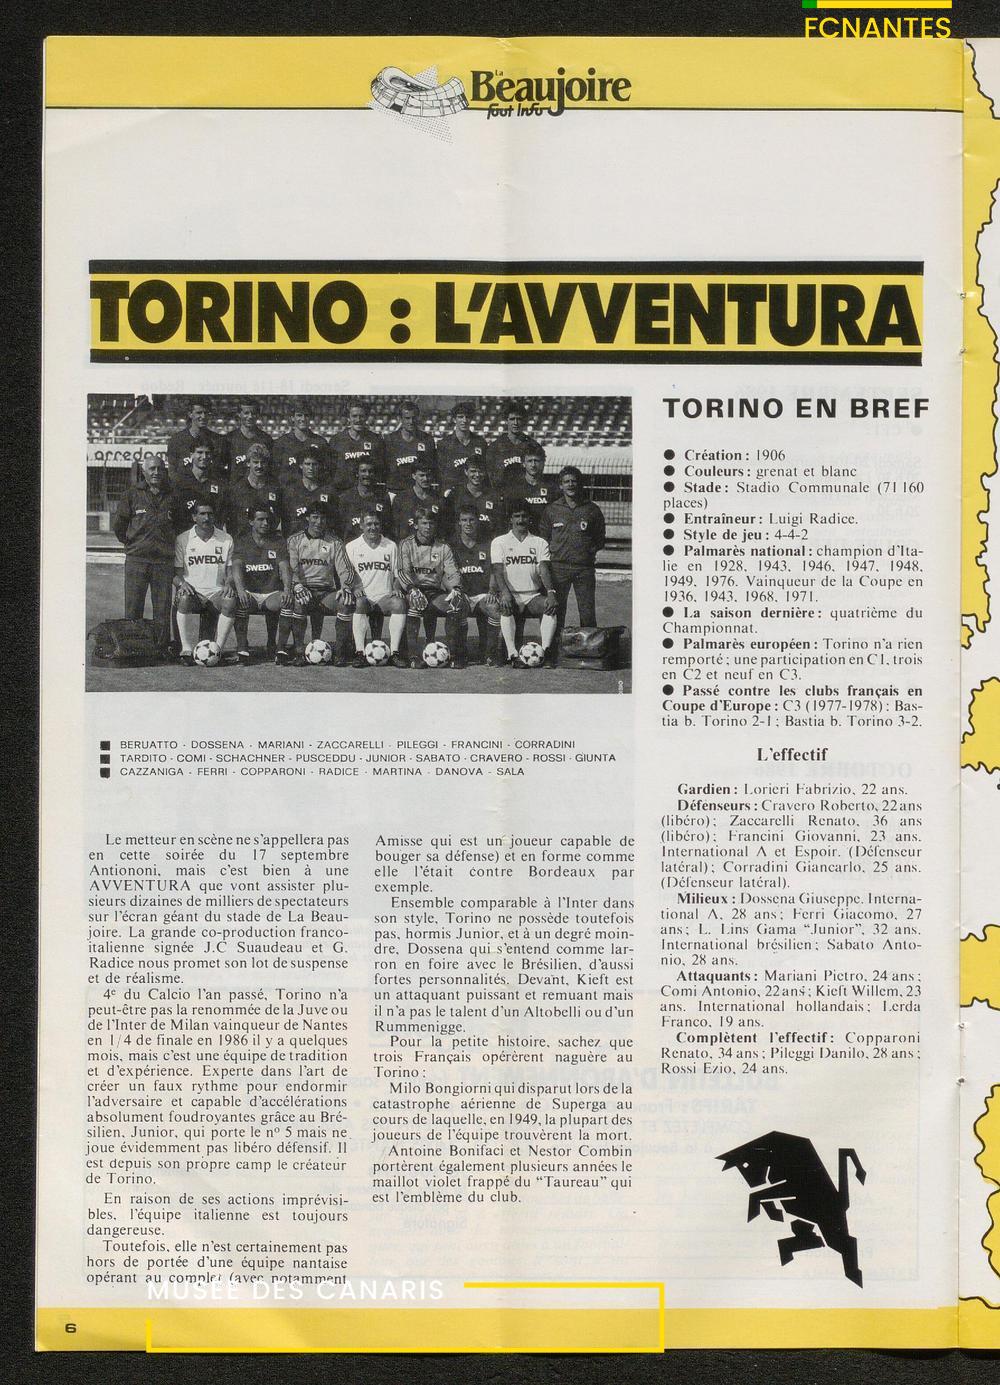 FCNANTES
La
Beaujoire
foot Info
TORINO : L'AVVENTURA
arredam
SWEDA
SWEDA
SWEDA
SWEDA
SWEDA
BERUATTO - DOSSENA - MARIANI - ZACCARELLI - PILEGGI - FRANCINI - CORRADINI
TARDITO - COMI - SCHACHNER - PUSCEDDU - JUNIOR - SABATO - CRAVERO - ROSSI - GIUNTA
CAZZANIGA - FERRI - COPPARONI - RADICE - MARTINA - DANOVA - SALA
Le metteur en scène ne s'appellera pas
en cette soirée du 17 septembre
Antiononi, mais c'est bien à une
AVVENTURA que vont assister plu-
sieurs dizaines de milliers de spectateurs
sur l'écran géant du stade de La Beau-
joire. La grande co-production franco-
italienne signée J.C Suaudeau et G.
Radice nous promet son lot de suspense
et de réalisme.
4e du Calcio l'an passé, Torino n'a
peut-être pas la renommée de la Juve ou
de l'Inter de Milan vainqueur de Nantes
en 1/4 de finale en 1986 il y a quelques
mois, mais c'est une équipe de tradition
et d'expérience. Experte dans l'art de
créer un faux rythme pour endormir
l'adversaire et capable d'accélérations
absolument foudroyantes grâce au Bré-
silien, Junior, qui porte le nº 5 mais ne
joue évidemment pas libéro défensif. Il
est depuis son propre camp le créateur
de Torino.
En raison de ses actions imprévisi-
bles, l'équipe italienne est toujours
dangereuse.
Toutefois, elle n'est certainement pas
hors de portée d'une équipe nantaise
opérant au complet (avec notamment
Amisse qui est un joueur capable de
bouger sa défense) et en forme comme
elle l'était contre Bordeaux par
exemple.
Ensemble comparable à l'Inter dans
son style, Torino ne possède toutefois
pas, hormis Junior, et à un degré moin-
dre, Dossena qui s'entend comme lar-
ron en foire avec le Brésilien, d'aussi
fortes personnalités. Devant, Kieft est
un attaquant puissant et remuant mais
il n'a pas le talent d'un Altobelli ou d'un
Rummenigge.
Pour la petite histoire, sachez que
trois Français opérèrent naguère au
Torino :
Milo Bongiorni qui disparut lors de la
catastrophe aérienne de Superga au
cours de laquelle, en 1949, la plupart des
joueurs de l'équipe trouvèrent la mort.
Antoine Bonifaci et Nestor Combin
portèrent également plusieurs années le
maillot violet frappé du "Taureau" qui
est l'emblème du club.
TORINO EN BREF
● Création : 1906
● Couleurs : grenat et blanc
● Stade : Stadio Communale (71 160
places)
● Entraîneur : Luigi Radice.
● Style de jeu : 4-4-2
● Palmarès national : champion d'Ita-
lie en 1928, 1943, 1946, 1947, 1948,
1949, 1976. Vainqueur de la Coupe en
1936, 1943, 1968, 1971.
● La saison dernière : quatrième du
Championnat.
● Palmarès européen : Torino n'a rien
remporté ; une participation en C1, trois
en C2 et neuf en C3.
● Passé contre les clubs français en
Coupe d'Europe : C3 (1977-1978) : Bas-
tia b. Torino 2-1 ; Bastia b. Torino 3-2.
L'effectif
Gardien : Lorieri Fabrizio, 22 ans.
Défenseurs : Cravero Roberto, 22 ans
(libéro) ; Zaccarelli Renato, 36 ans
(libéro) ; Francini Giovanni, 23 ans.
International A et Espoir. (Défenseur
latéral) ; Corradini Giancarlo, 25 ans.
(Défenseur latéral).
Milieux : Dossena Giuseppe. Interna-
tional A, 28 ans ; Ferri Giacomo, 27
ans ; L. Lins Gama "Junior", 32 ans.
International brésilien ; Sabato Anto-
nio, 28 ans.
Attaquants : Mariani Pietro, 24 ans ;
Comi Antonio, 22 ans ; Kieft Willem, 23
ans. International hollandais ; Lerda
Franco, 19 ans.
Complètent l'effectif : Copparoni
Renato, 34 ans ; Pileggi Danilo, 28 ans ;
Rossi Ezio, 24 ans.
MUSÉE DES CANARIS
6